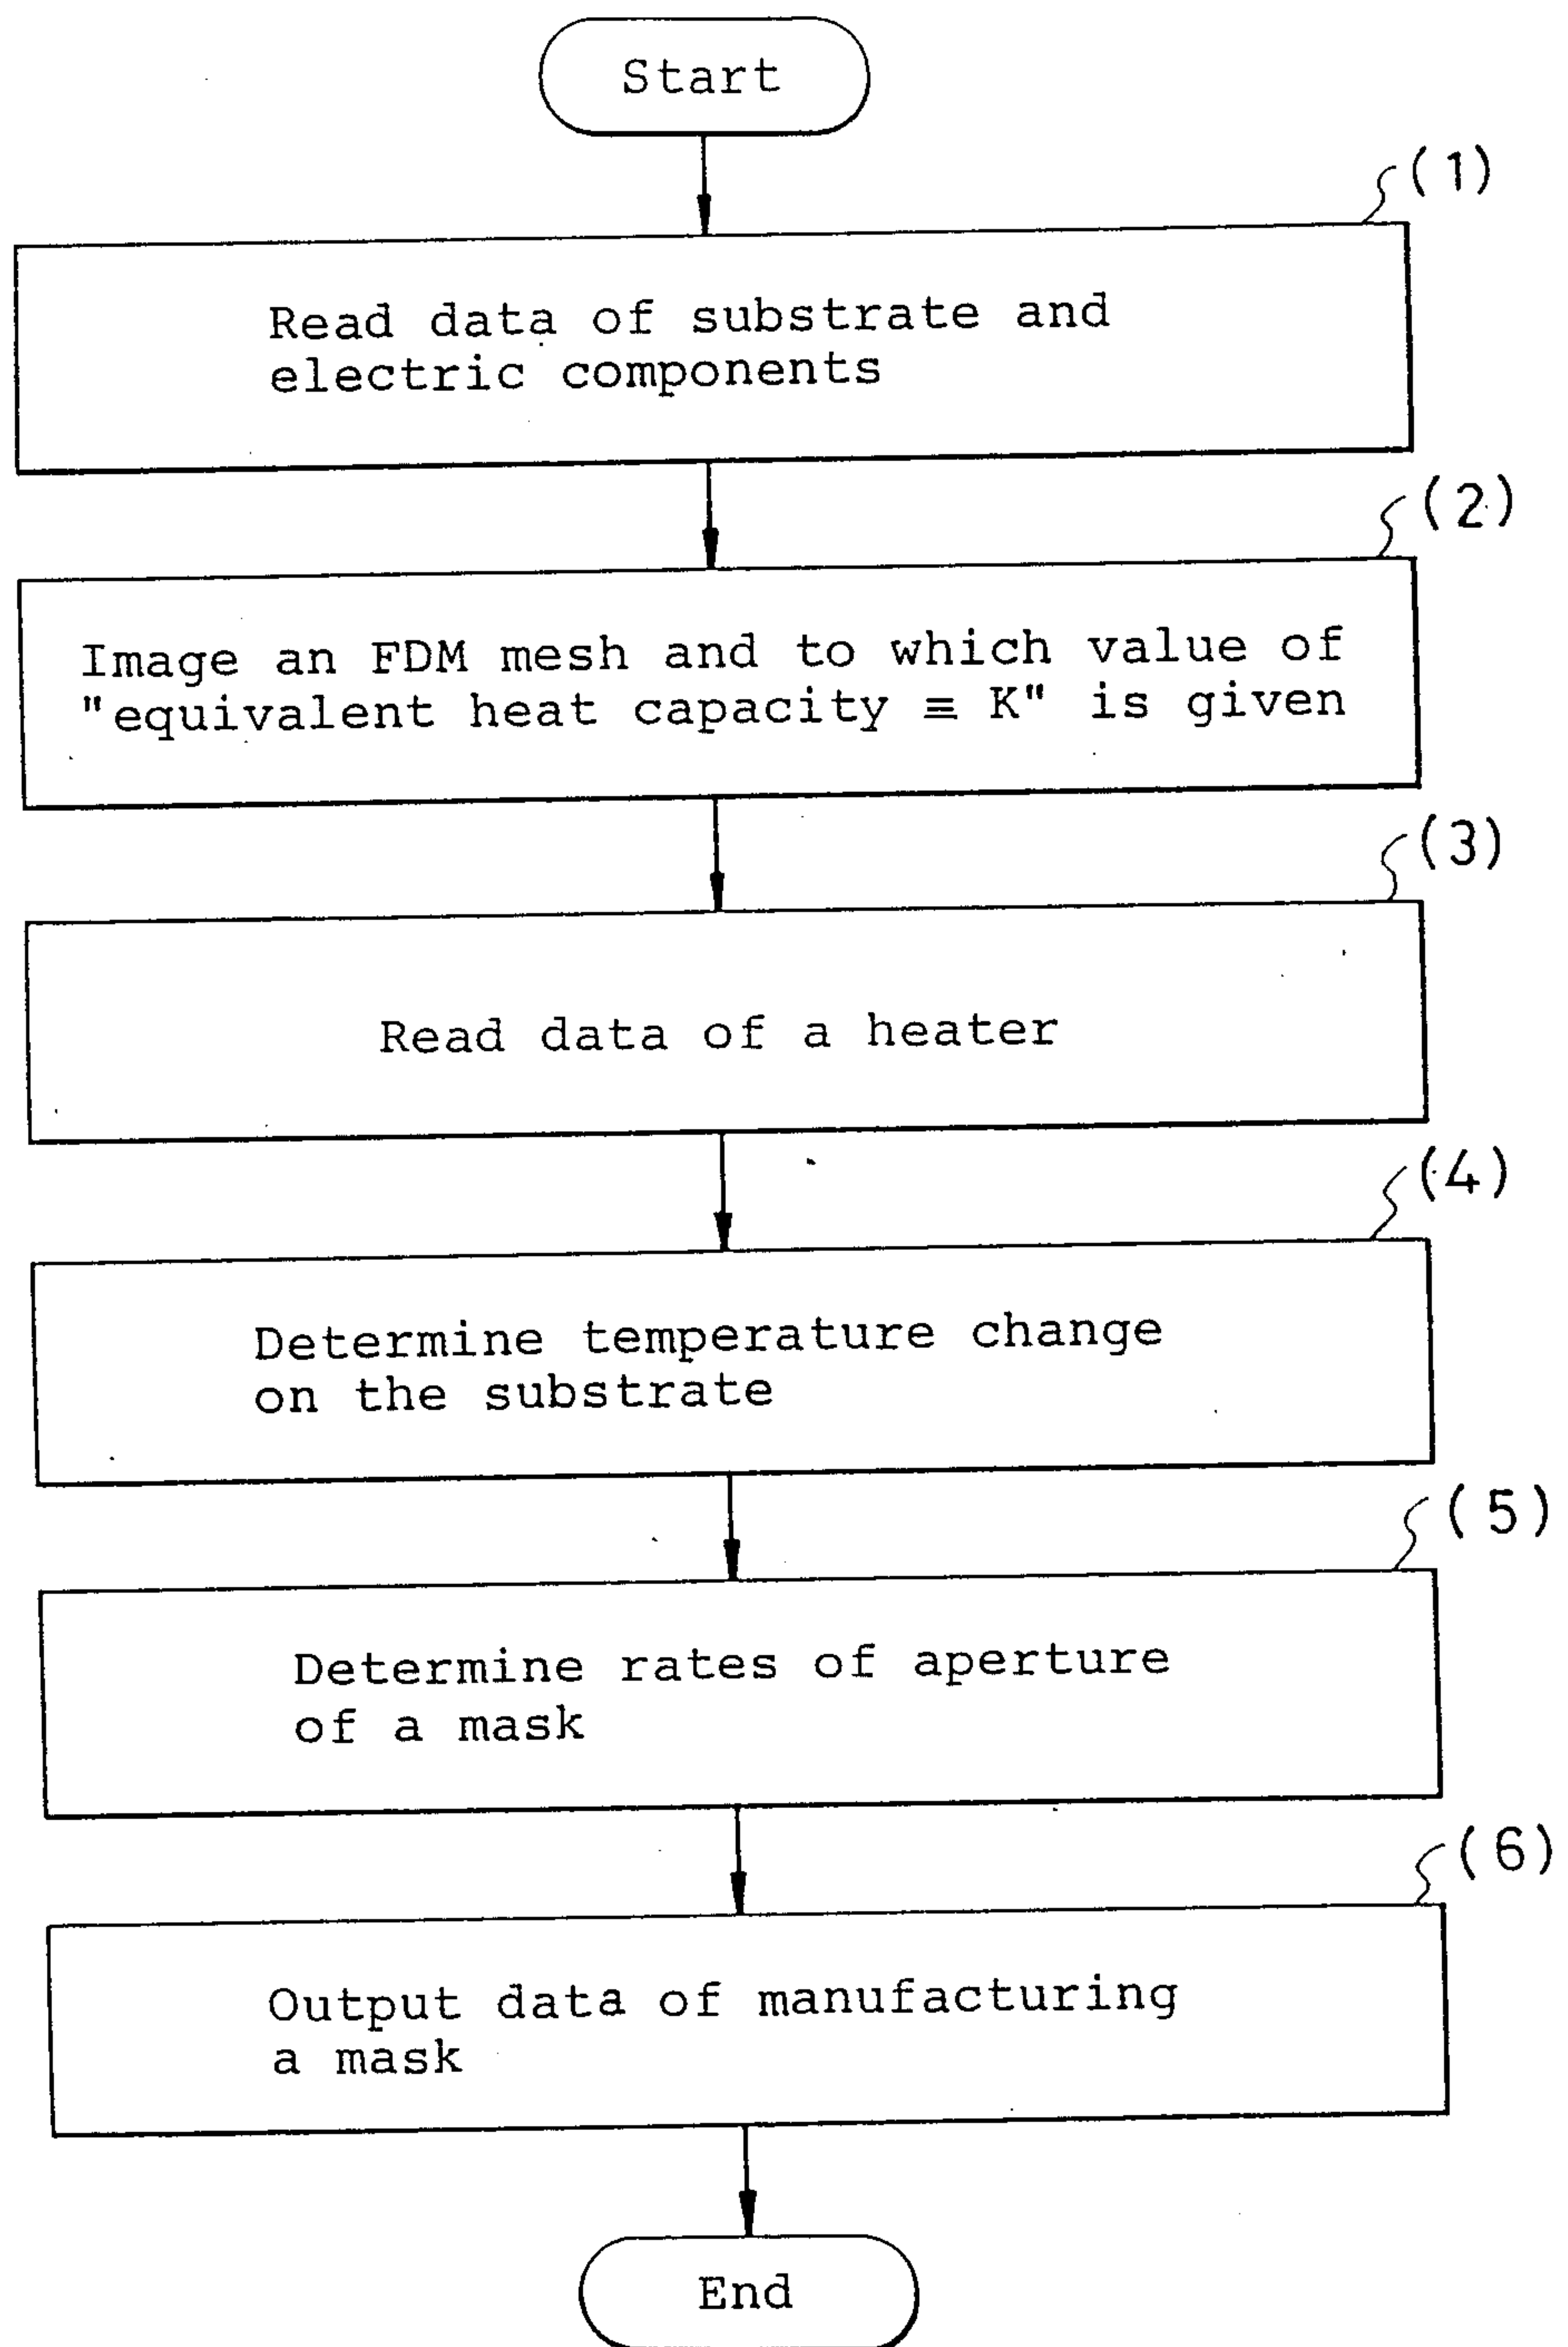 Start
(1)
Read data of substrate and
electric components
(2)
Image an FDM mesh and to which value of
"equivalent heat capacity ≡ K" is given
(3)
Read data of a heater
(4)
Determine temperature change
on the substrate
(5)
Determine rates of aperture
of a mask
(6)
Output data of manufacturing
a mask
End